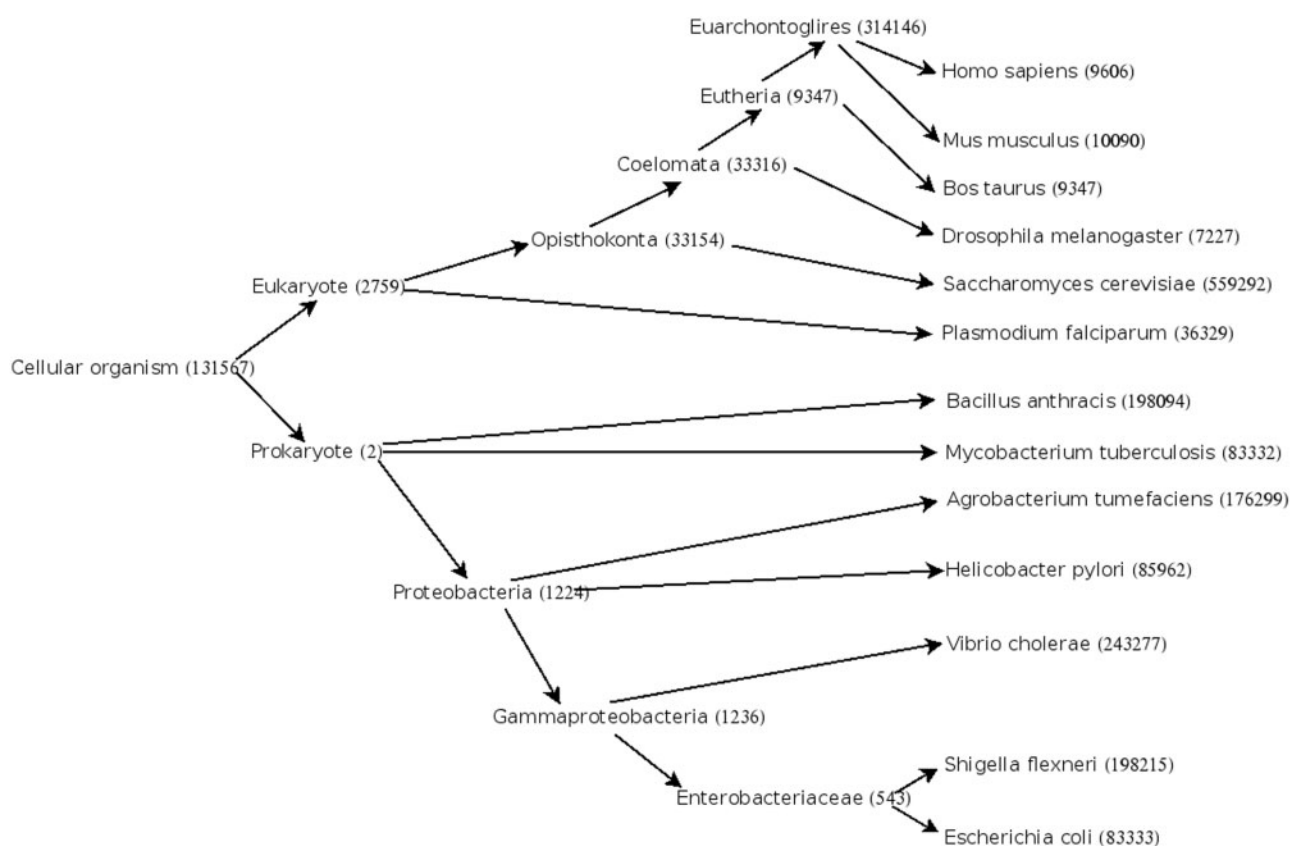 Euarchontoglires (314146)
Homo sapiens (9606)
Eutheria (9347)
Mus musculus (10090)
Coelomata (33316)
Bos taurus (9347)
Opisthokonta (33154)
Drosophila melanogaster (7227)
Eukaryote (2759)
Saccharomyces cerevisiae (559292)
Plasmodium falciparum (36329)
Cellular organism (131567)
Bacillus anthracis (198094)
Prokaryote (2)
Mycobacterium tuberculosis (83332)
Agrobacterium tumefaciens (176299)
Helicobacter pylori (85962)
Proteobacteria (1224)
Vibrio cholerae (243277)
Gammaproteobacteria (1236)
Shigella flexneri (198215)
Enterobacteriaceae (543)
Escherichia coli (83333)